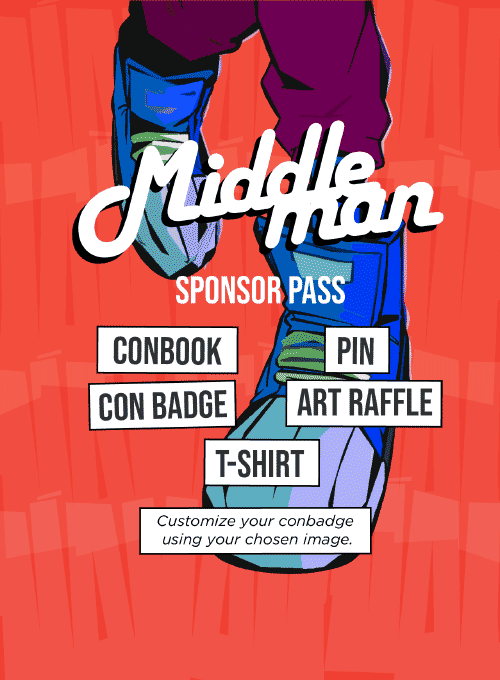 Middle
man
SPONSOR PASS
CONBOOK
PIN
CON BADGE
ART RAFFLE
T-SHIRT
Customize your conbadge
using your chosen image.